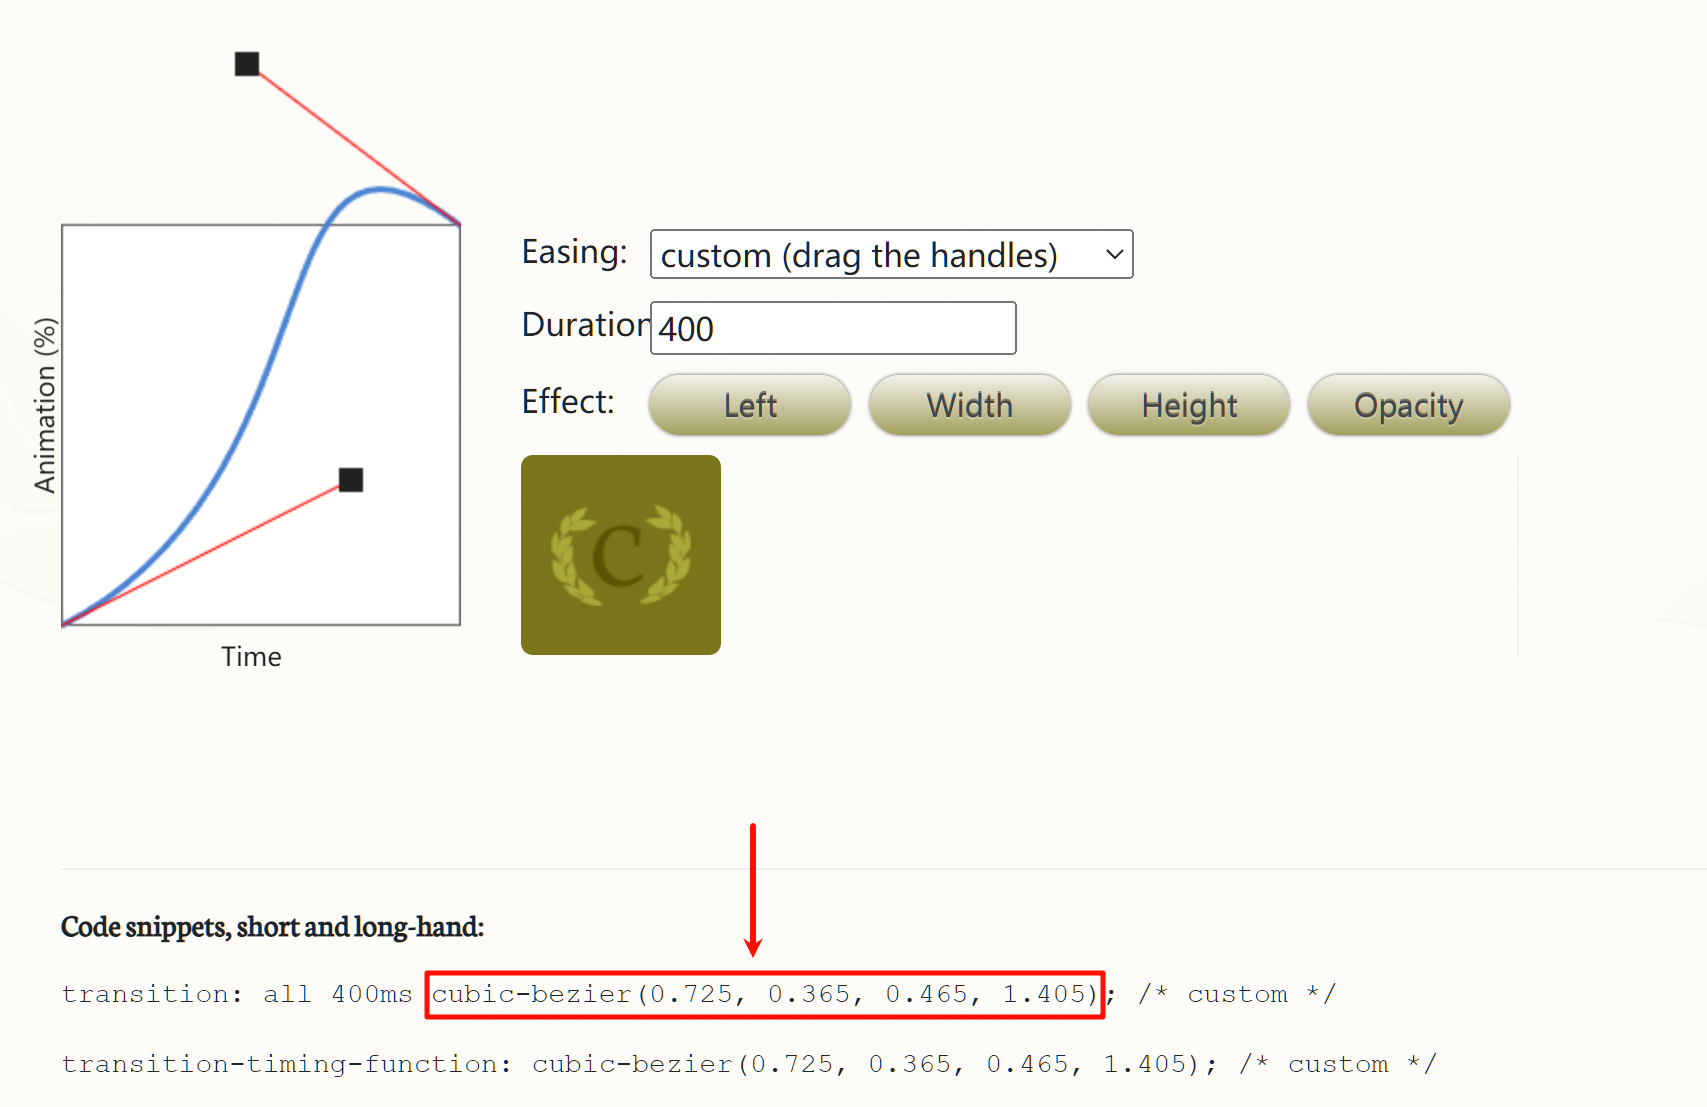 Easing: custom (drag the handles)
Duration 400
Effect: Left Width Height Opacity
Animation (%)
C
Time
Code snippets, short and long-hand:
transition: all 400ms cubic-bezier(0.725, 0.365, 0.465, 1.405); /* custom */
transition-timing-function: cubic-bezier(0.725, 0.365, 0.465, 1.405); /* custom */